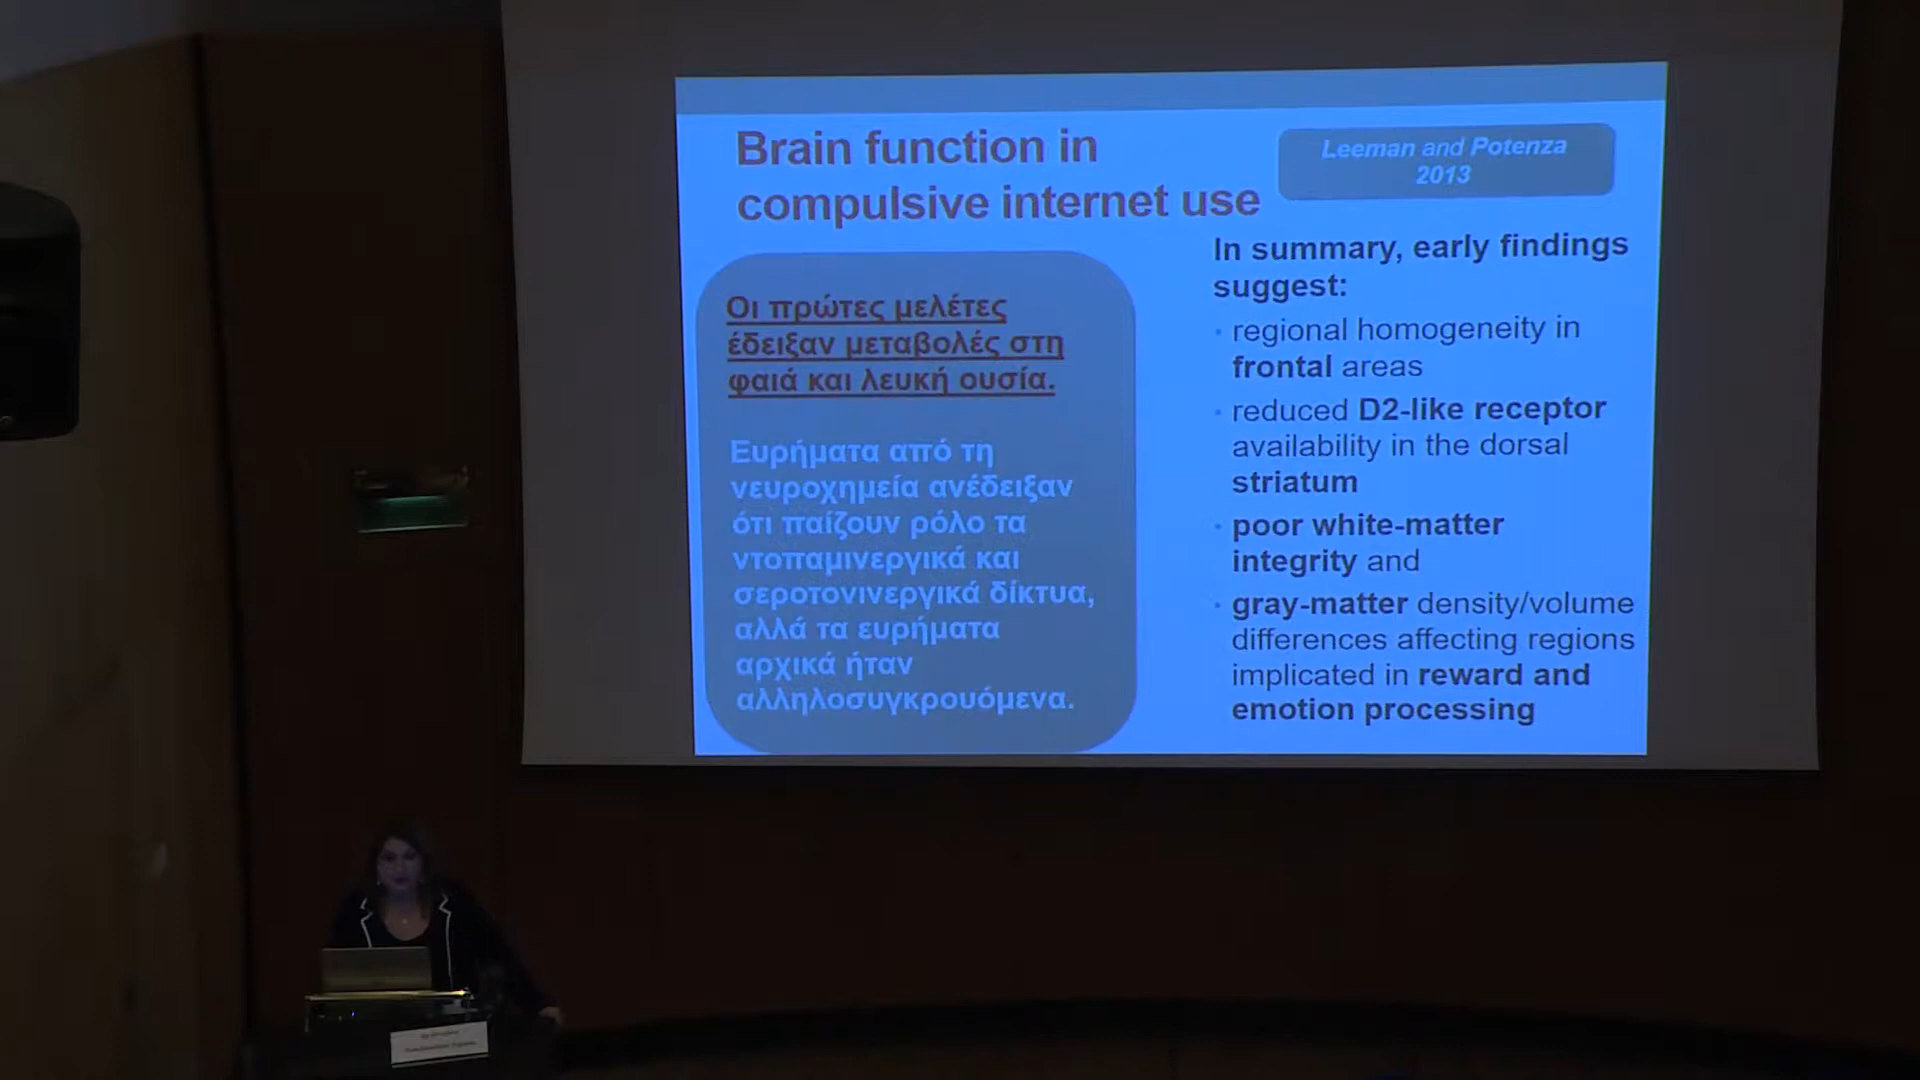 Brain function in
compulsive internet use
Leeman and Potenza
2013
Οι πρώτες μελέτες
έδειξαν μεταβολές στη
φαιά και λευκή ουσία.
Ευρήματα από τη
νευροχημεία ανέδειξαν
ότι παίζουν ρόλο τα
ντοπαμινεργικά και
σεροτονινεργικά δίκτυα,
αλλά τα ευρήματα
αρχικά ήταν
αλληλοσυγκρουόμενα.
In summary, early findings
suggest:
· regional homogeneity in
frontal areas
· reduced D2-like receptor
availability in the dorsal
striatum
· poor white-matter
integrity and
· gray-matter density/volume
differences affecting regions
implicated in reward and
emotion processing